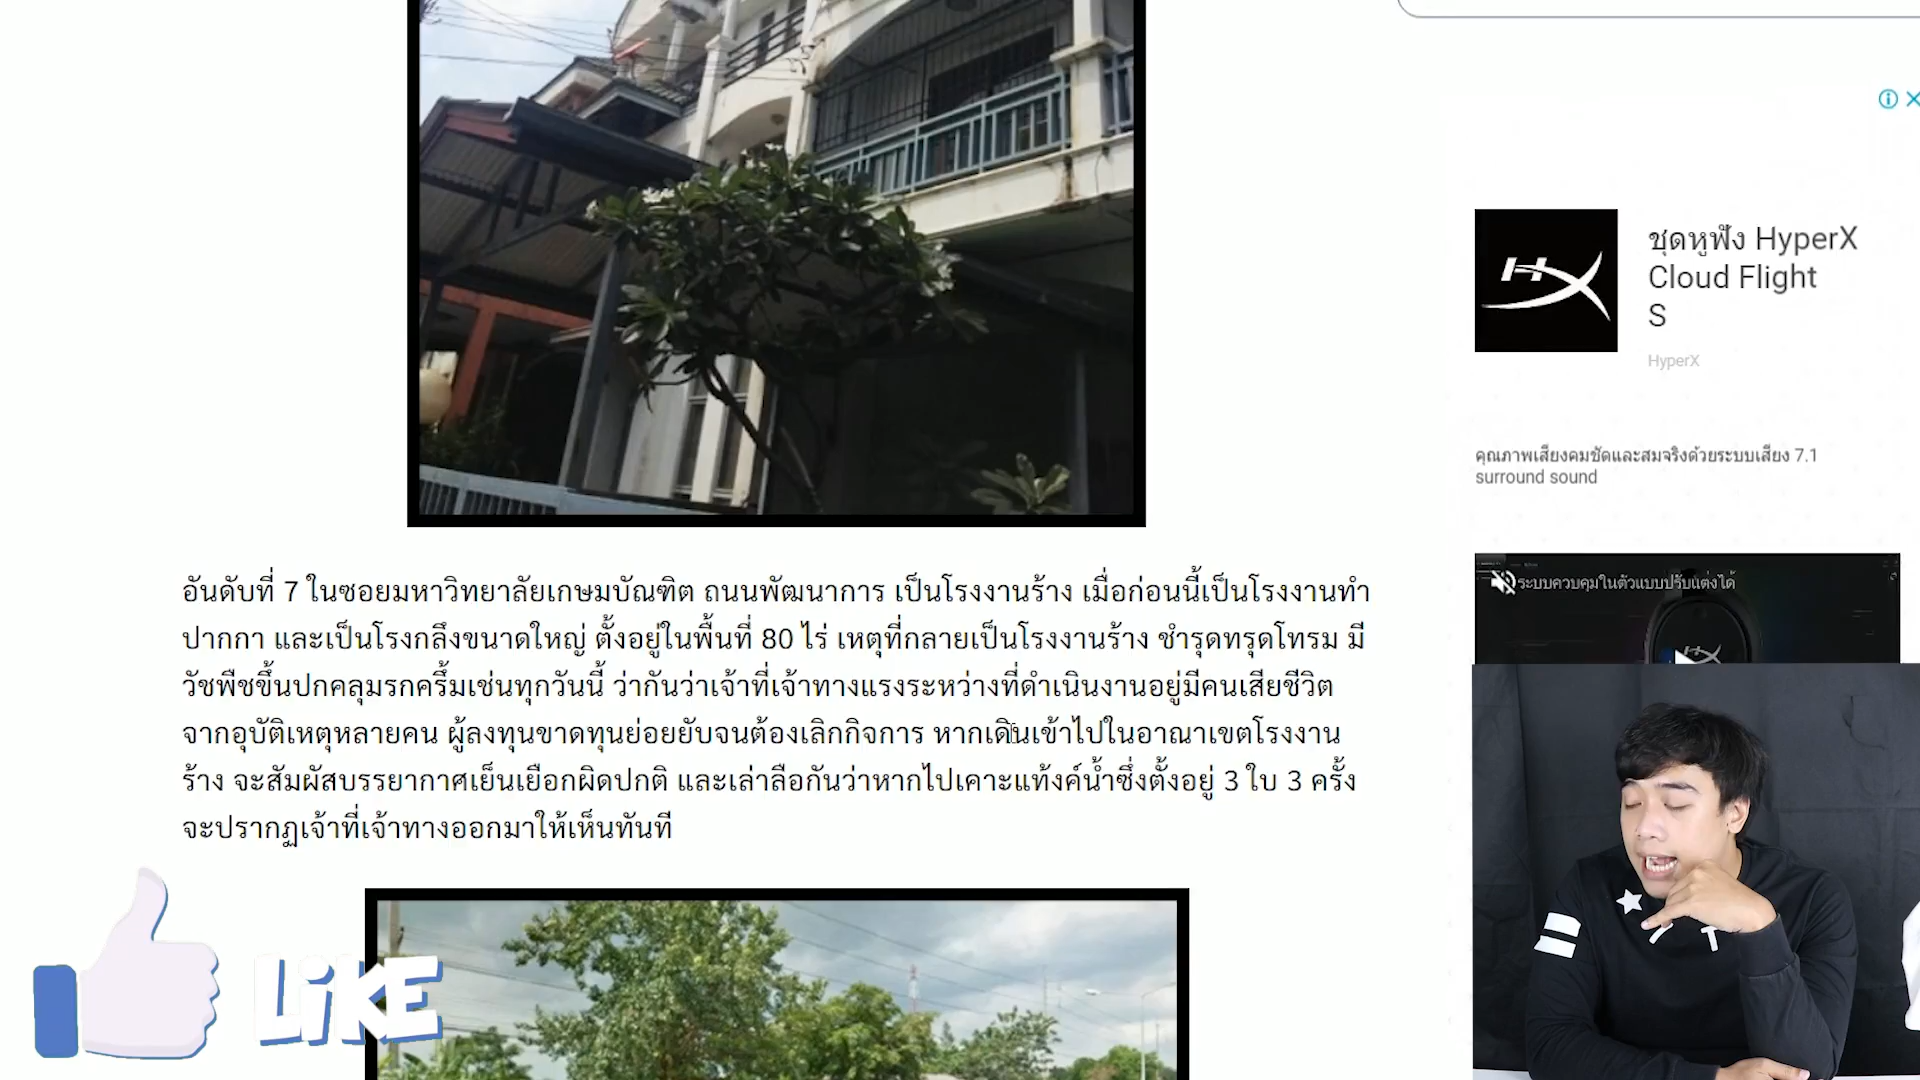 ชุดหูฟัง HyperX
Cloud Flight
S
HyperX
คุณภาพเสียงคมชัดและสมจริงด้วยระบบเสียง 7.1
surround sound
ระบบควบคุมในตัวแบบปรับแต่งได้
อันดับที่ 7 ในซอยมหาวิทยาลัยเกษมบัณฑิต ถนนพัฒนาการ เป็นโรงงานร้าง เมื่อก่อนนี้เป็นโรงงานทำ
ปากกา และเป็นโรงกลึงขนาดใหญ่ ตั้งอยู่ในพื้นที่ 80 ไร่ เหตุที่กลายเป็นโรงงานร้าง ชำรุดทรุดโทรม มี
วัชพืชขึ้นปกคลุมรกครึ้มเช่นทุกวันนี้ ว่ากันว่าเจ้าที่เจ้าทางแรงระหว่างที่ดำเนินงานอยู่มีคนเสียชีวิต
จากอุบัติเหตุหลายคน ผู้ลงทุนขาดทุนย่อยยับจนต้องเลิกกิจการ หากเดินเข้าไปในอาณาเขตโรงงาน
ร้าง จะสัมผัสบรรยากาศเย็นเยือกผิดปกติ และเล่าลือกันว่าหากไปเคาะแท้งค์น้ำซึ่งตั้งอยู่ 3 ใบ 3 ครั้ง
จะปรากฏเจ้าที่เจ้าทางออกมาให้เห็นทันที
LiKE